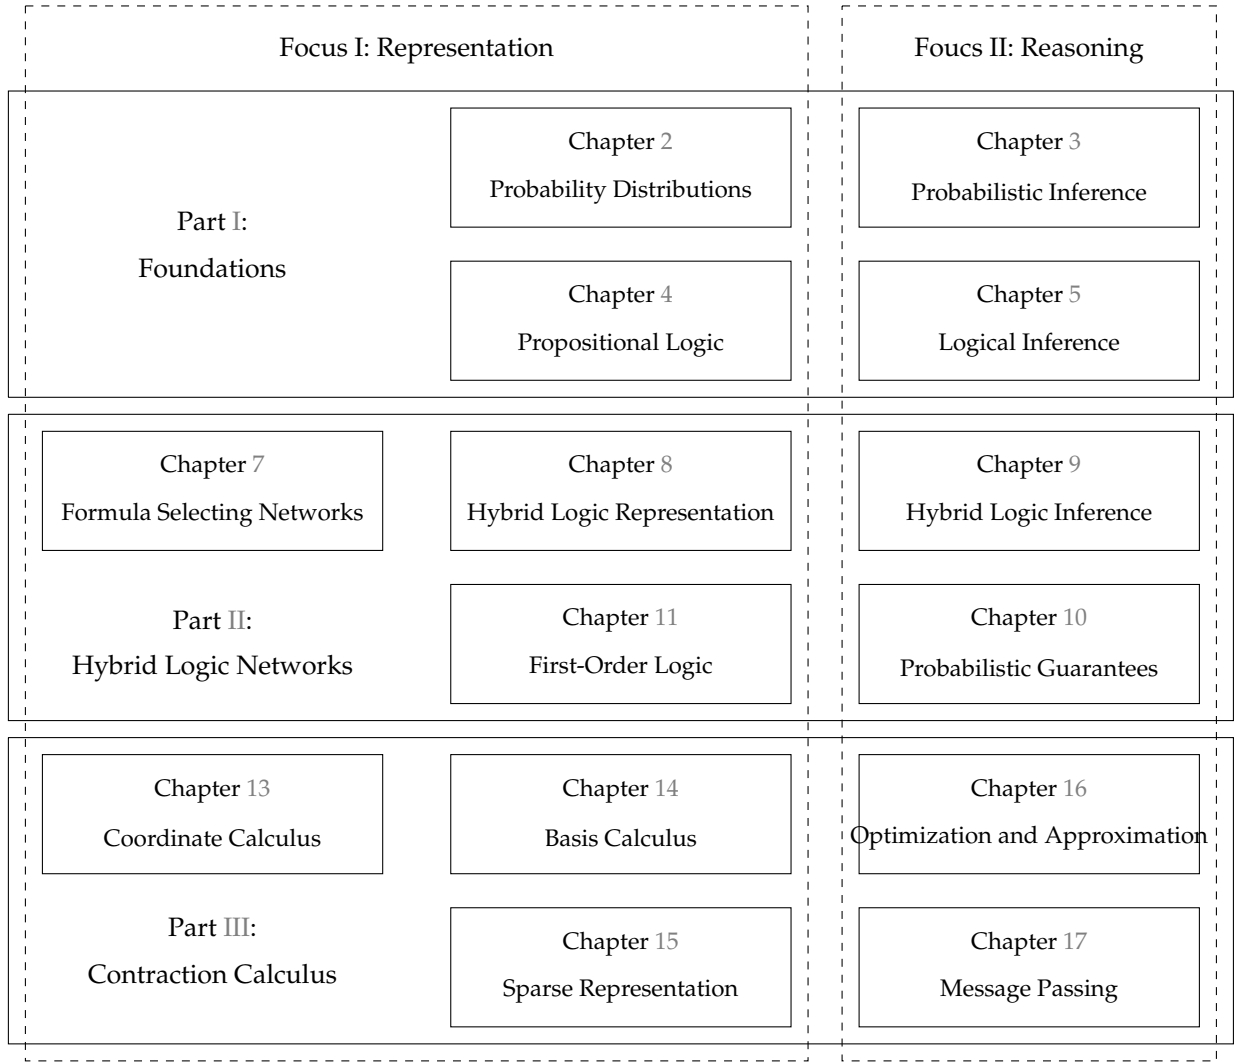 Focus I: Representation
Foucs II: Reasoning
Part I:
Foundations
Chapter 2
Probability Distributions
Chapter 3
Probabilistic Inference
Chapter 4
Propositional Logic
Chapter 5
Logical Inference
Chapter 7
Formula Selecting Networks
Chapter 8
Hybrid Logic Representation
Chapter 9
Hybrid Logic Inference
Part II:
Hybrid Logic Networks
Chapter 11
First-Order Logic
Chapter 10
Probabilistic Guarantees
Chapter 13
Coordinate Calculus
Chapter 14
Basis Calculus
Chapter 16
Optimization and Approximation
Part III:
Contraction Calculus
Chapter 15
Sparse Representation
Chapter 17
Message Passing